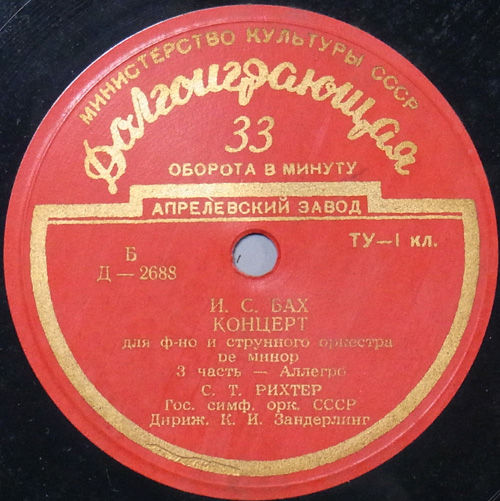 МИНИСТЕРСТВО КУЛЬТУРЫ СССР
Долгоиграющая
33
ОБОРОТА В МИНУТУ
АПРЕЛЕВСКИЙ ЗАВОД
ТУ—I кл.
Б
Д — 2688
И. С. БАХ
КОНЦЕРТ
для ф-но и струнного оркестра
ре минор
3 часть — Аллегро
С. Т. РИХТЕР
Гос. симф. орк. СССР
Дириж. К. И. Зандерлинг